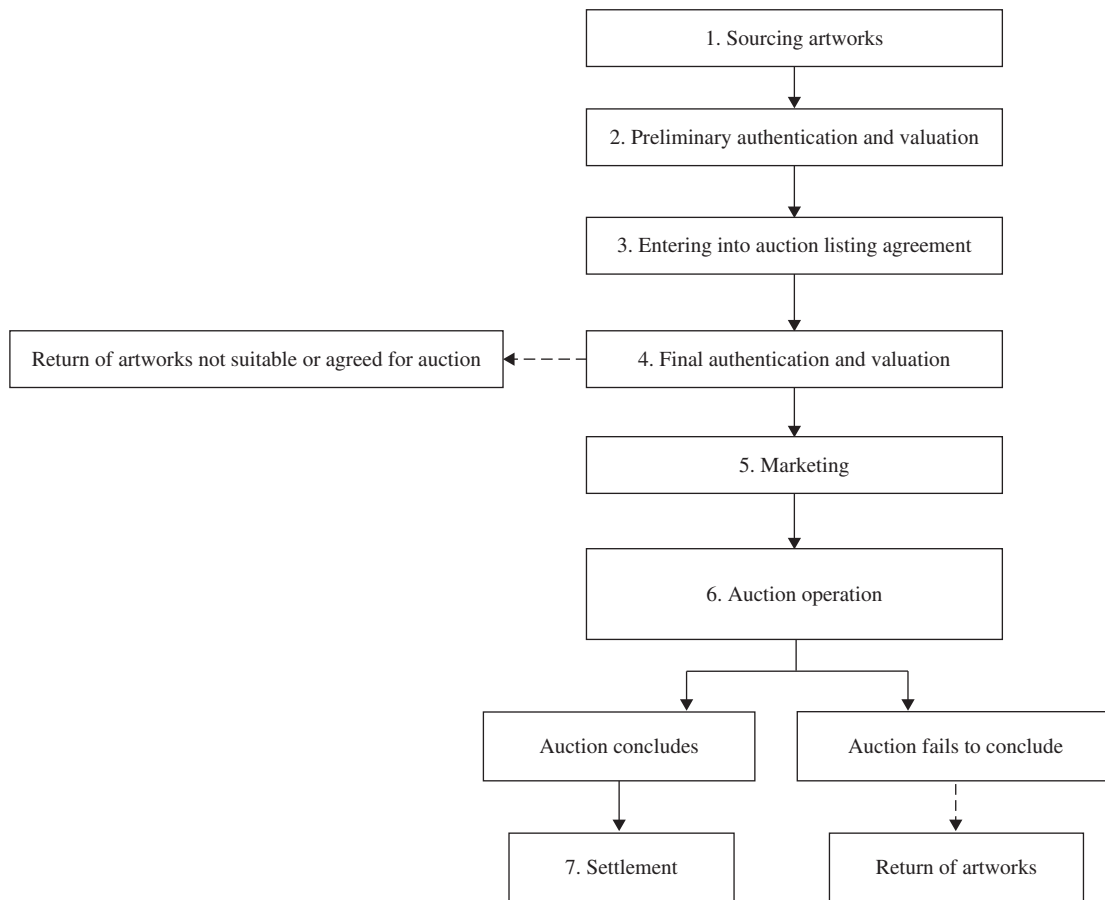 1. Sourcing artworks
2. Preliminary authentication and valuation
3. Entering into auction listing agreement
Return of artworks not suitable or agreed for auction
4. Final authentication and valuation
5. Marketing
6. Auction operation
Auction concludes
Auction fails to conclude
7. Settlement
Return of artworks